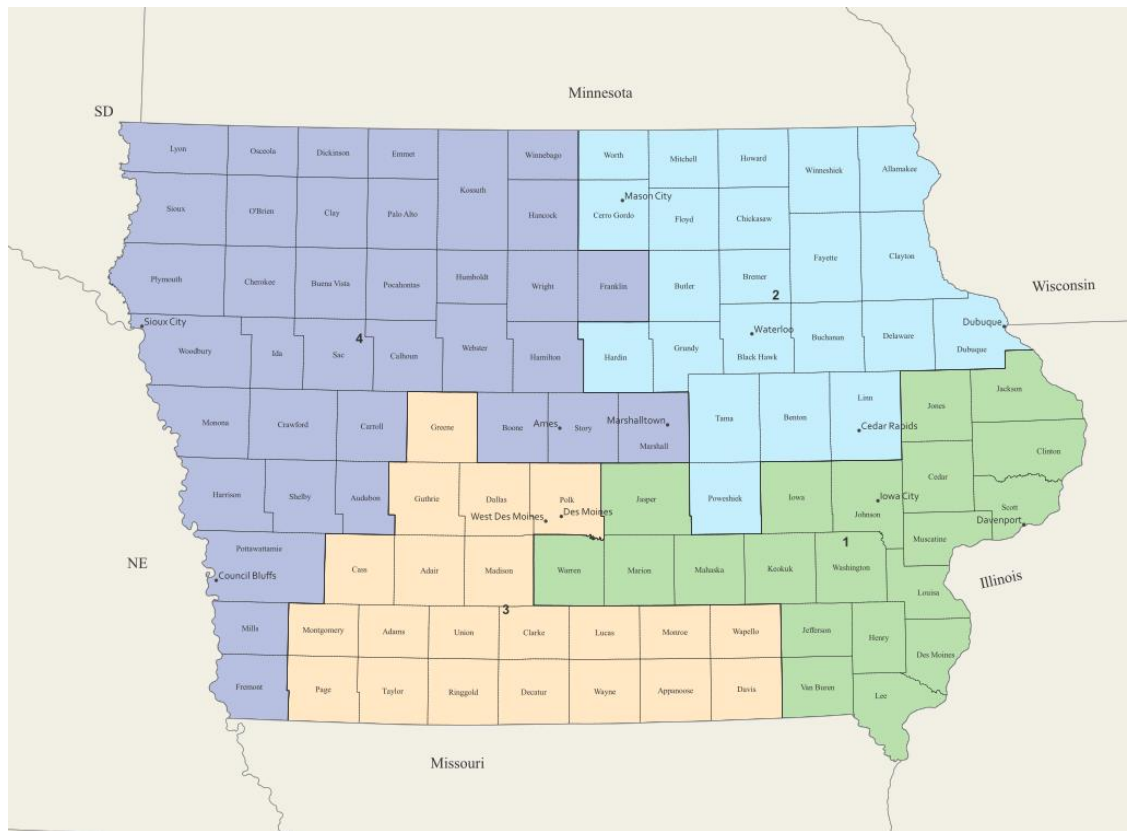 Minnesota
SD
Lyon
Osceola
Dickinson
Emmet
Winnebago
Worth
Mitchell
Howard
Winneshiek
Allamakee
Kossuth
Sioux
O'Brien
Clay
Palo Alto
Hancock
Mason City
Cerro Gordo
Floyd
Chickasaw
Fayette
Clayton
Plymouth
Cherokee
Buena Vista
Pocahontas
Humboldt
Wright
Franklin
Butler
Bremer
2
Wisconsin
Sioux City
Woodbury
Ida
Sac
4
Calhoun
Webster
Hamilton
Hardin
Grundy
Waterloo
Black Hawk
Buchanan
Delaware
Dubuque
Dubuque
Monona
Crawford
Carroll
Greene
Boone
Ames
Story
Marshalltown
Marshall
Tama
Benton
Linn
Cedar Rapids
Jones
Jackson
Clinton
Harrison
Shelby
Audubon
Guthrie
Dallas
Polk
West Des Moines
Des Moines
Jasper
Poweshiek
Iowa
Iowa City
Johnson
Cedar
Scott
Davenport
Muscatine
NE
Pottawattamie
Council Bluffs
Cass
Adair
Madison
Warren
Marion
Mahaska
Keokuk
1
Washington
Louisa
Illinois
3
Mills
Montgomery
Adams
Union
Clarke
Lucas
Monroe
Wapello
Jefferson
Henry
Des Moines
Fremont
Page
Taylor
Ringgold
Decatur
Wayne
Appanoose
Davis
Van Buren
Lee
Missouri